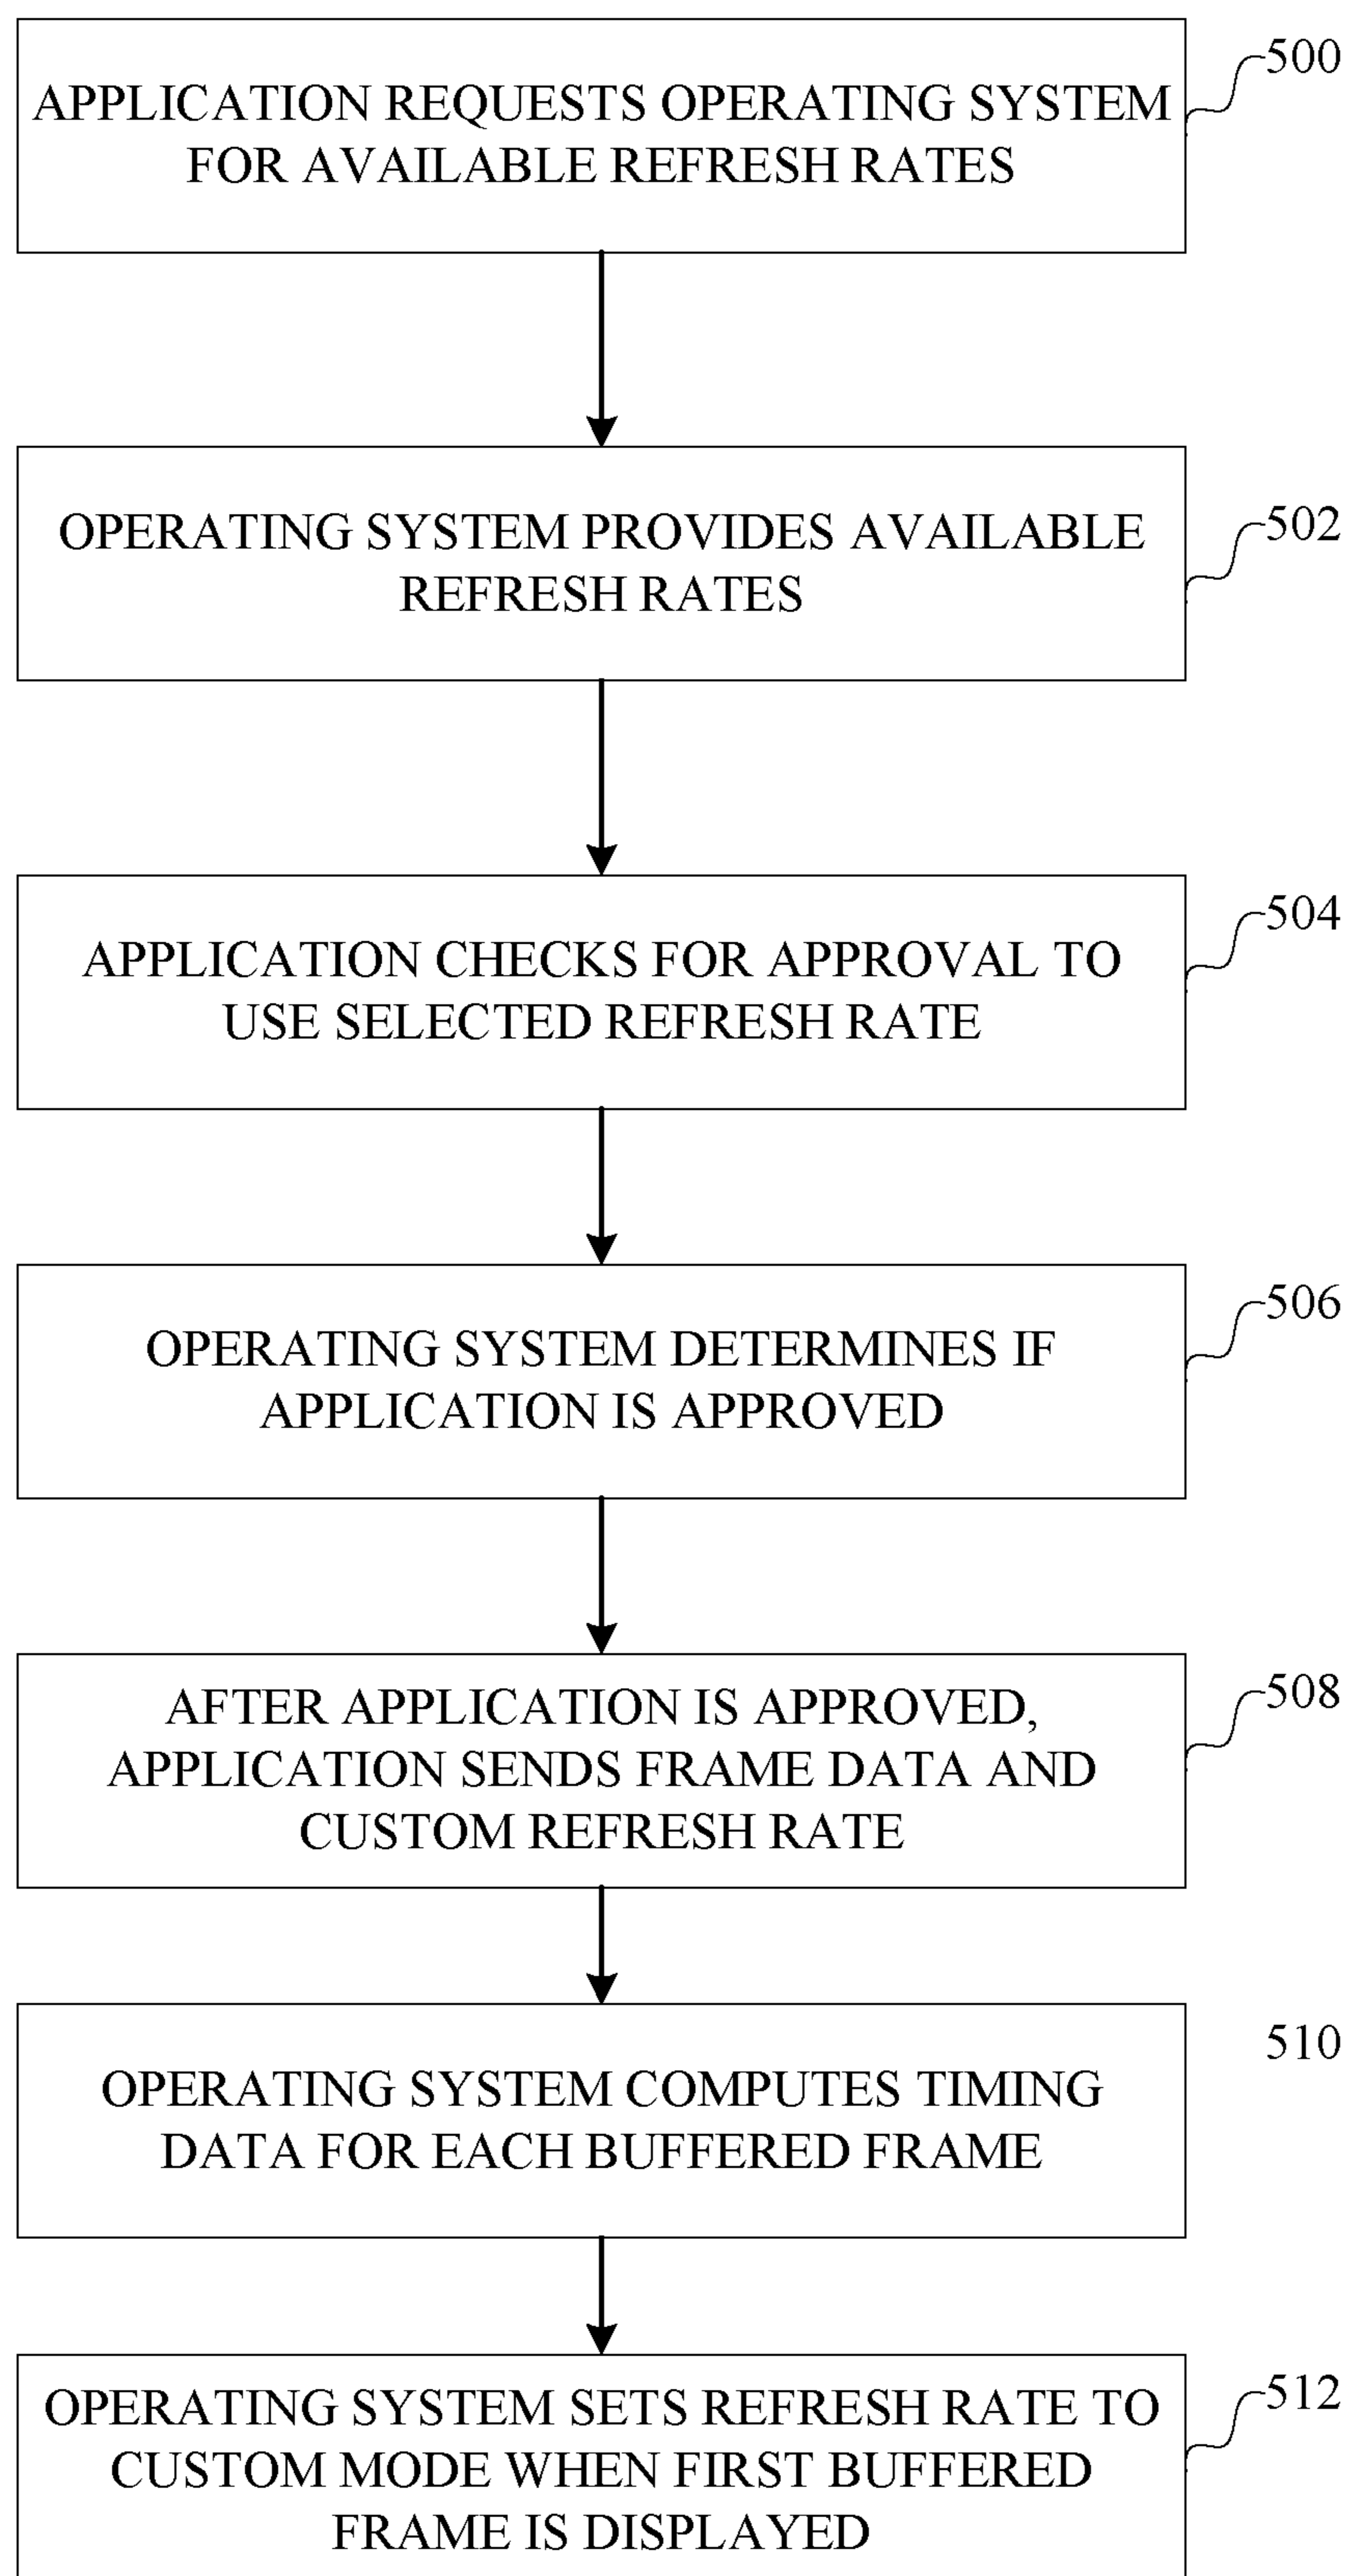 500
APPLICATION REQUESTS OPERATING SYSTEM
FOR AVAILABLE REFRESH RATES
502
OPERATING SYSTEM PROVIDES AVAILABLE
REFRESH RATES
504
APPLICATION CHECKS FOR APPROVAL TO
USE SELECTED REFRESH RATE
506
OPERATING SYSTEM DETERMINES IF
APPLICATION IS APPROVED
508
AFTER APPLICATION IS APPROVED,
APPLICATION SENDS FRAME DATA AND
CUSTOM REFRESH RATE
510
OPERATING SYSTEM COMPUTES TIMING
DATA FOR EACH BUFFERED FRAME
512
OPERATING SYSTEM SETS REFRESH RATE TO
CUSTOM MODE WHEN FIRST BUFFERED
FRAME IS DISPLAYED